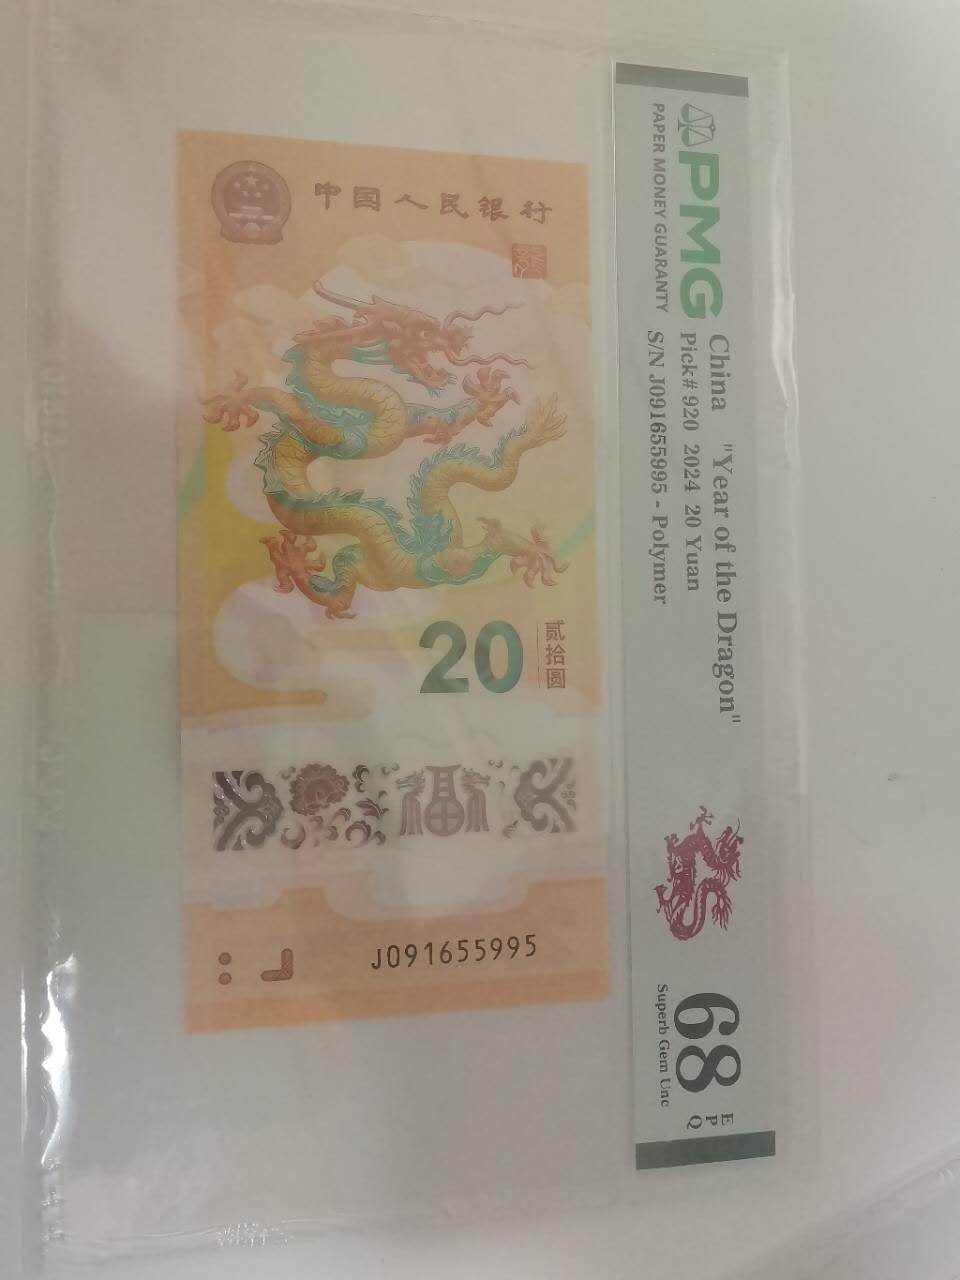 PMG
PAPER MONEY GUARANTY
China "Year of the Dragon"
Pick# 920 2024 20 Yuan
S/N J091655995 - Polymer
68
EPQ
Superb Gem Unc
中国人民银行
20
贰拾圆
福
J091655995